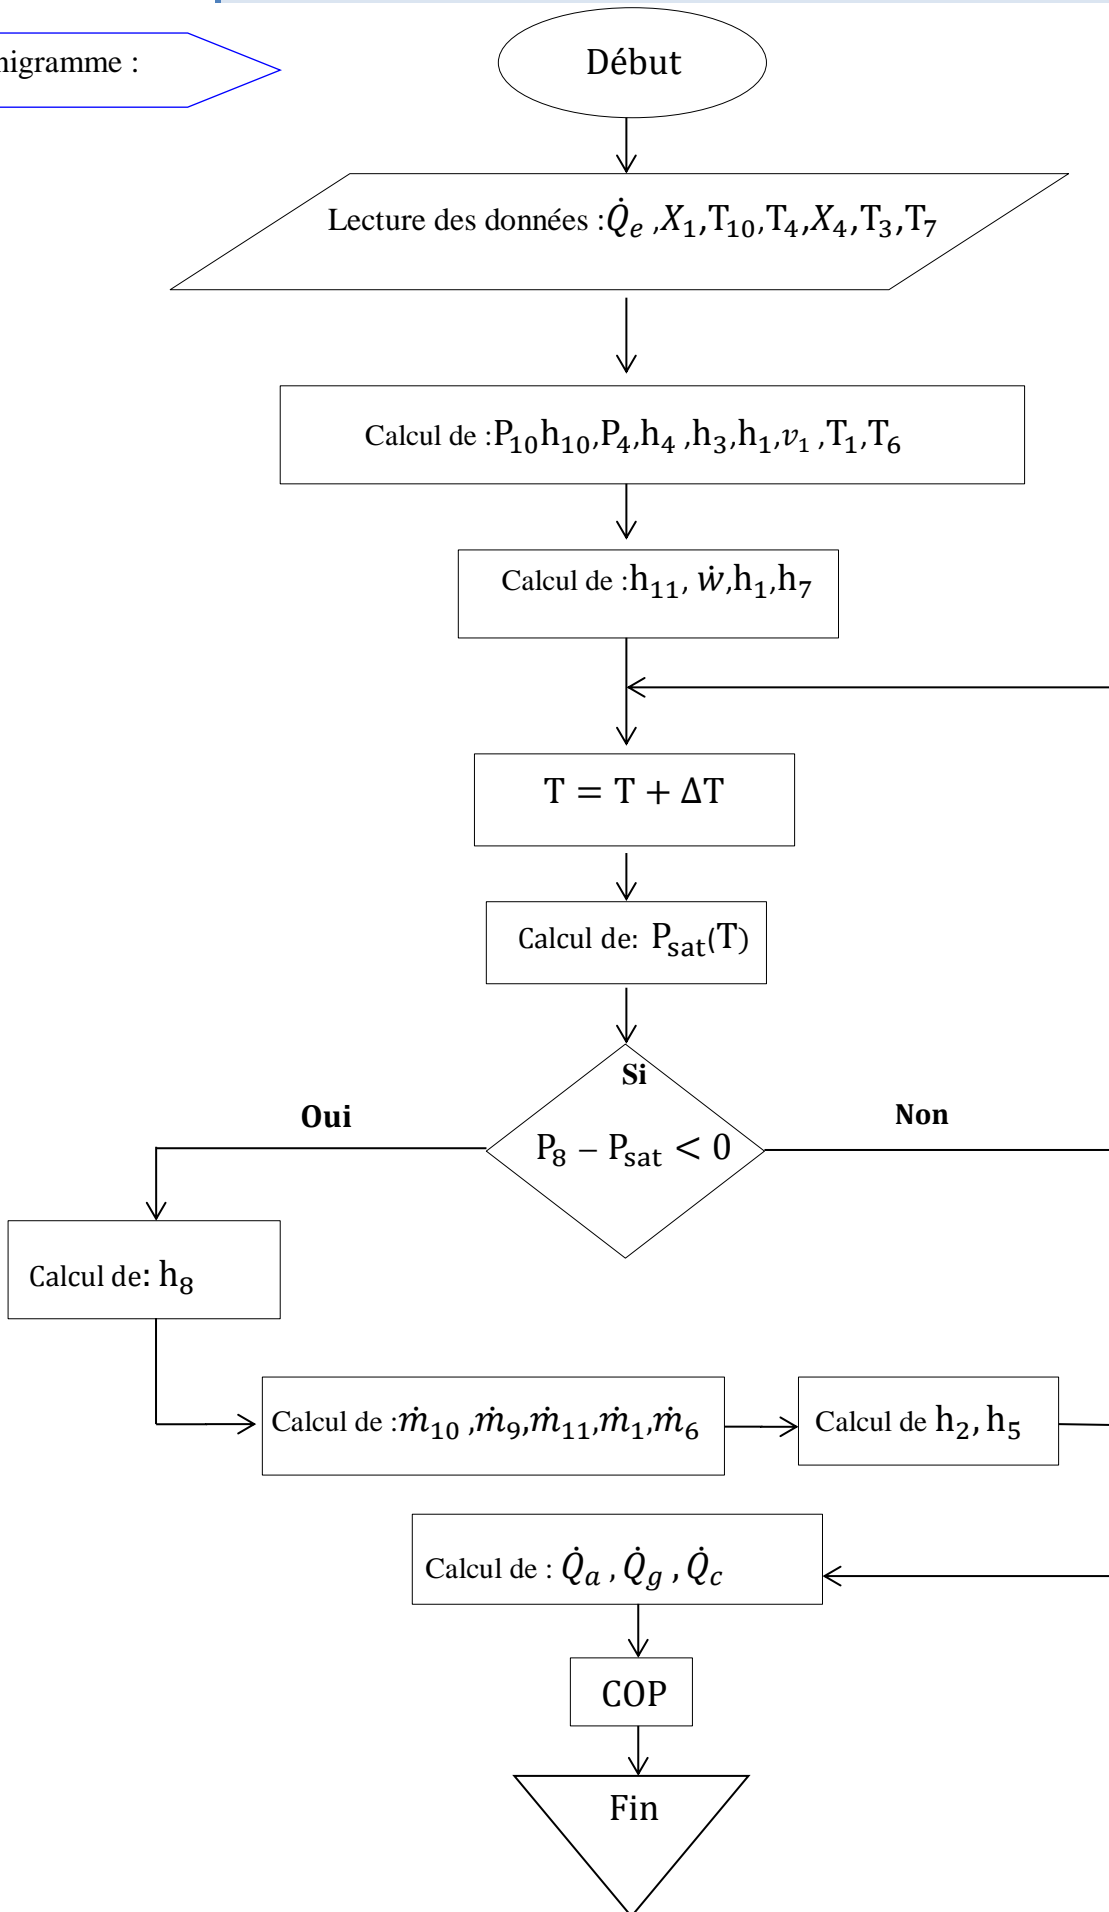 nigramme :
Début
Lecture des données : Q̇ₑ ,X₁,T₁₀,T₄,X₄,T₃,T₇
Calcul de :P₁₀h₁₀,P₄,h₄ ,h₃,h₁,v₁ ,T₁,T₆
Calcul de :h₁₁, ẇ,h₁,h₇
T = T + ΔT
Calcul de: Pₛₐₜ(T)
Si
Oui
Non
P₈ − Pₛₐₜ < 0
Calcul de: h₈
Calcul de :ṁ₁₀ ,ṁ₉,ṁ₁₁,ṁ₁,ṁ₆
Calcul de h₂, h₅
Calcul de : Q̇ₐ , Q̇g , Q̇c
COP
Fin